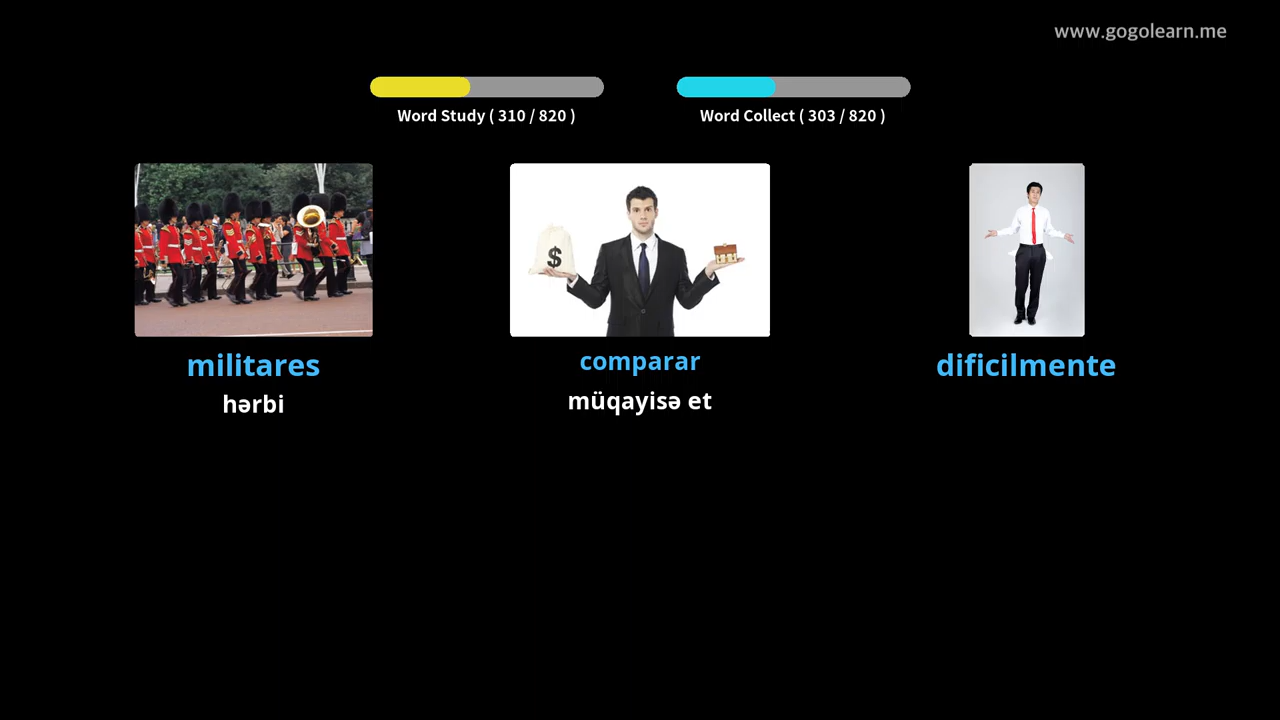 www.gogolearn.me
Word Study ( 310 / 820 )
Word Collect ( 303 / 820 )
$
militares
comparar
dificilmente
hərbi
müqayisə et